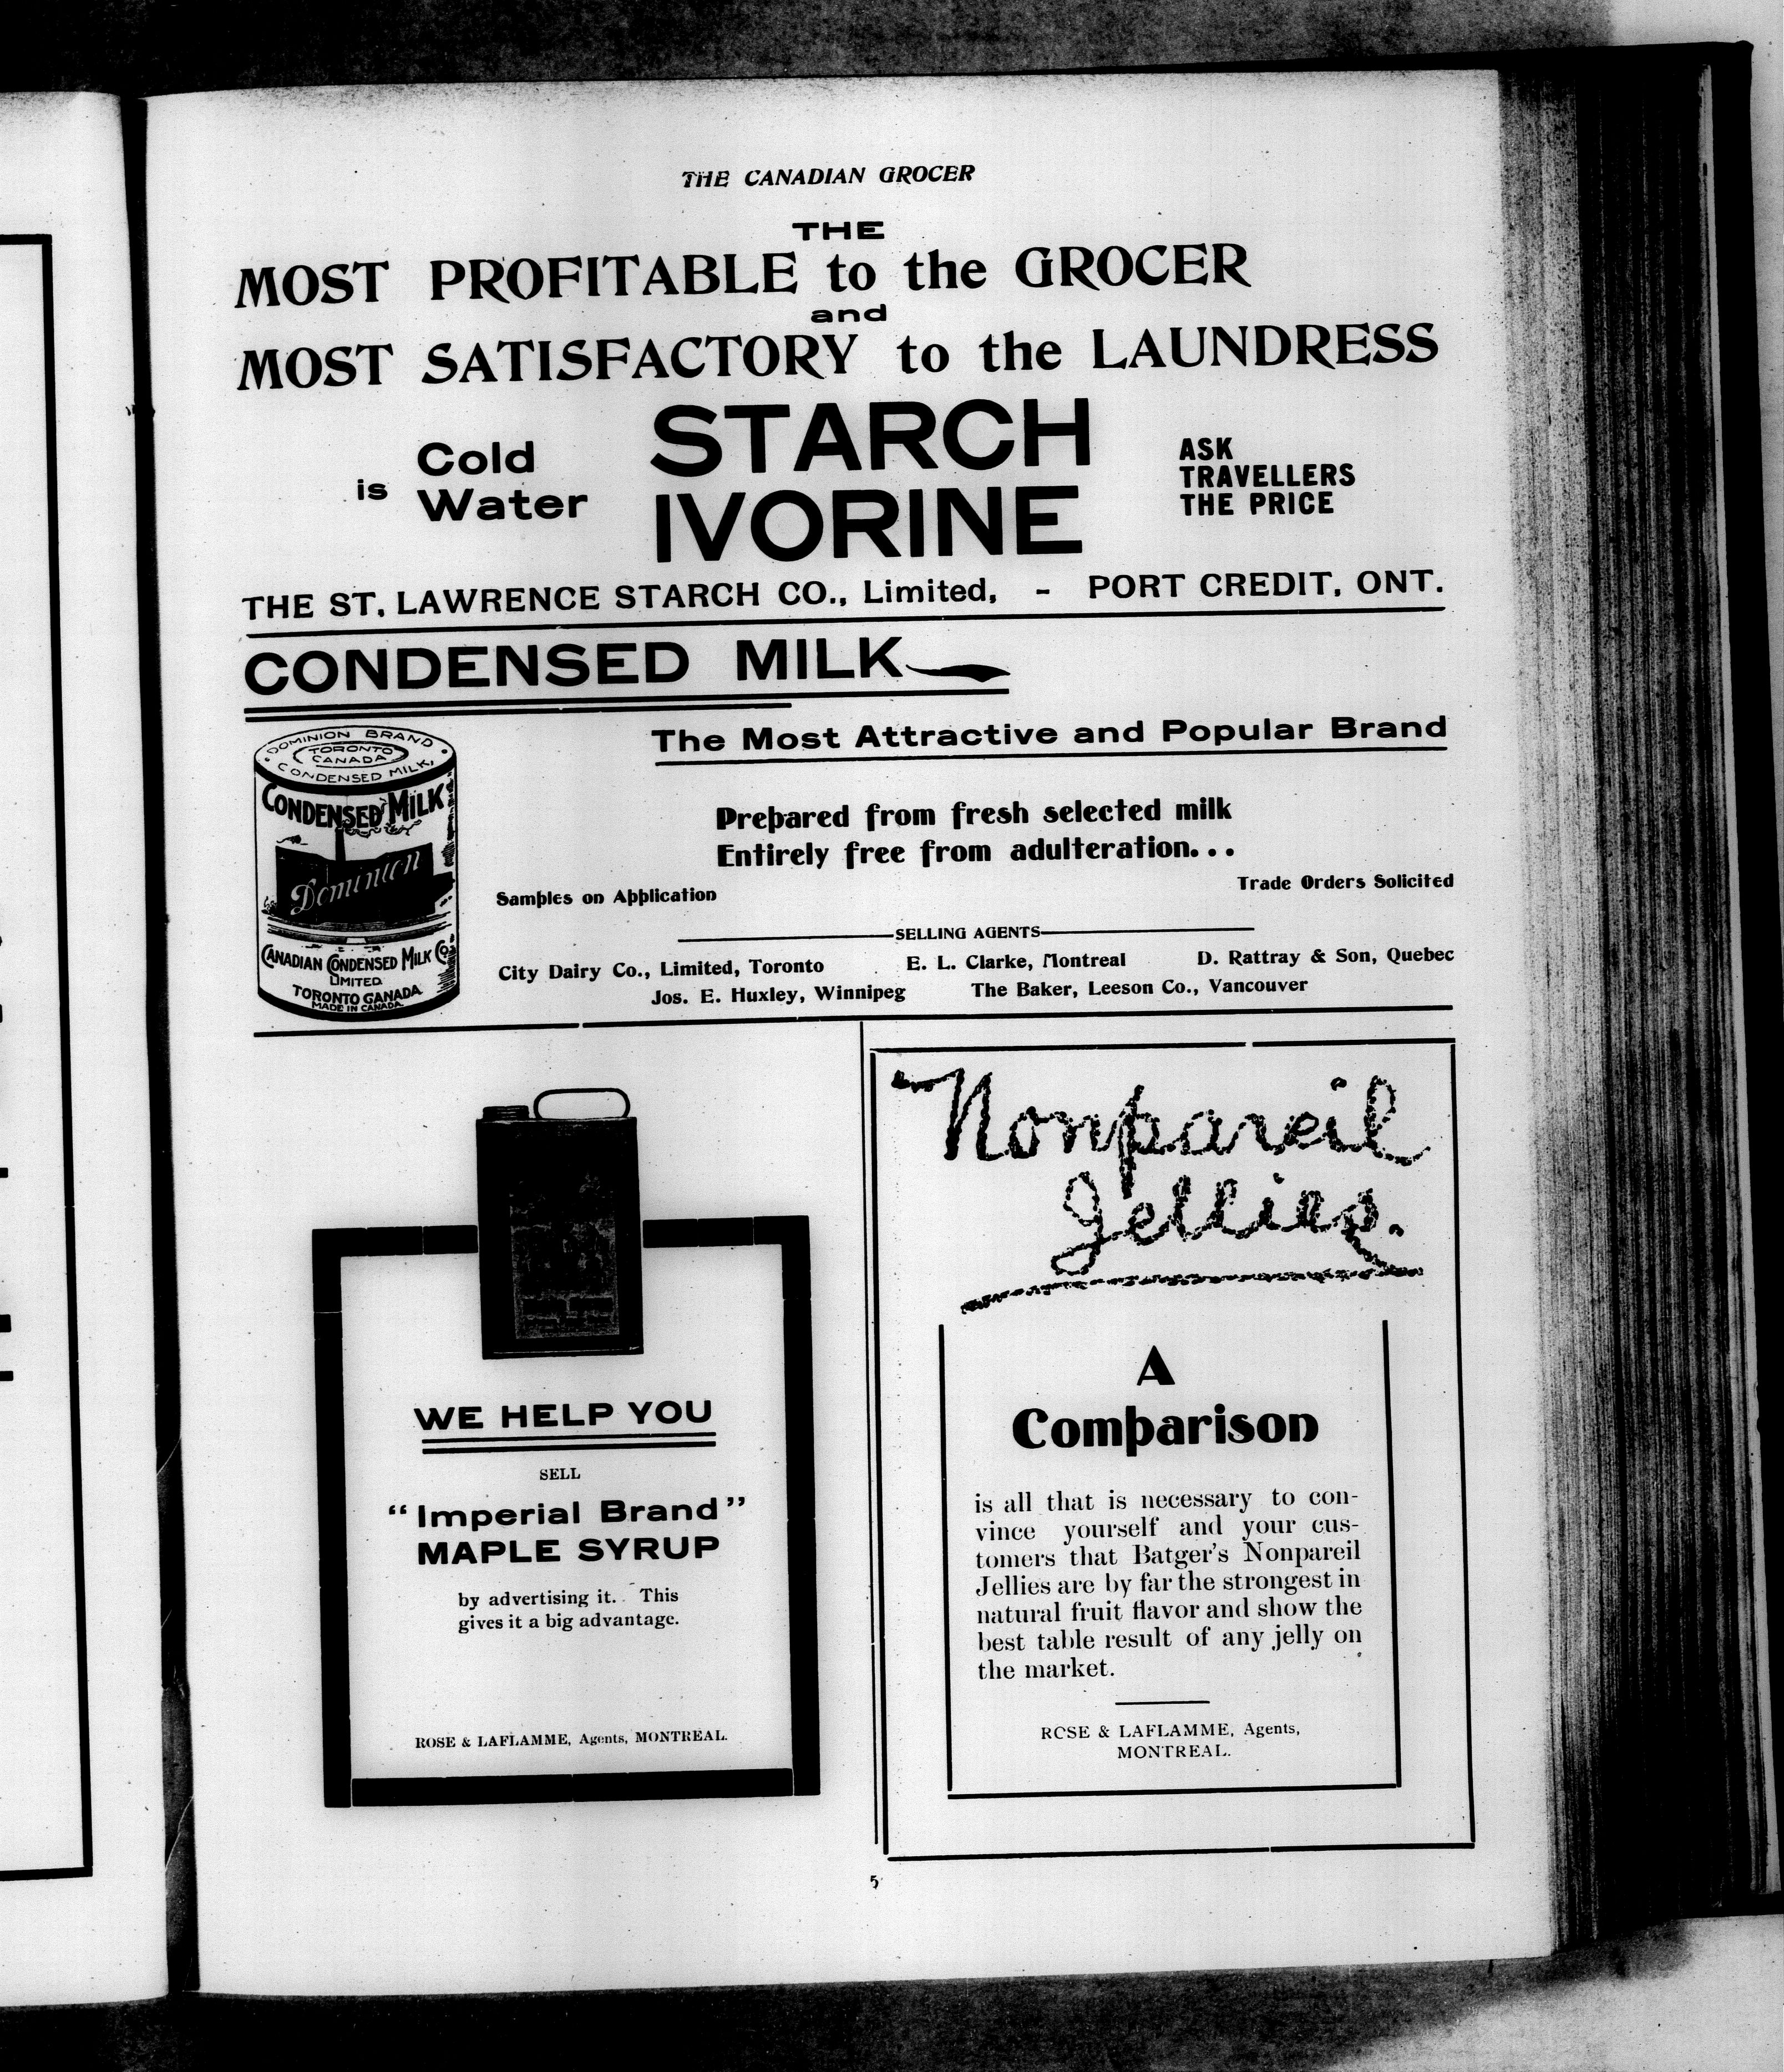 THE CANADIAN GROCER
THE
MOST PROFITABLE to the GROCER
and
MOST SATISFACTORY to the LAUNDRESS
is Cold Water
STARCH
IVORINE
ASK
TRAVELLERS
THE PRICE
THE ST. LAWRENCE STARCH CO., Limited, - PORT CREDIT, ONT.
CONDENSED MILK
DOMINION BRAND
TORONTO
CANADA
CONDENSED MILK
CONDENSED MILK
Dominion
CANADIAN CONDENSED MILK CO.
LIMITED
TORONTO CANADA
MADE IN CANADA
The Most Attractive and Popular Brand
Prepared from fresh selected milk
Entirely free from adulteration...
Samples on Application
Trade Orders Solicited
SELLING AGENTS
City Dairy Co., Limited, Toronto E. L. Clarke, Montreal D. Rattray & Son, Quebec
Jos. E. Huxley, Winnipeg The Baker, Leeson Co., Vancouver
WE HELP YOU
SELL
“Imperial Brand”
MAPLE SYRUP
by advertising it. This
gives it a big advantage.
ROSE & LAFLAMME, Agents, MONTREAL.
Nonpareil
Jellies.
A
Comparison
is all that is necessary to con-
vince yourself and your cus-
tomers that Batger's Nonpareil
Jellies are by far the strongest in
natural fruit flavor and show the
best table result of any jelly on
the market.
ROSE & LAFLAMME, Agents,
MONTREAL.
5